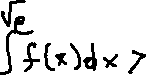 √e
∫f(x)dx >